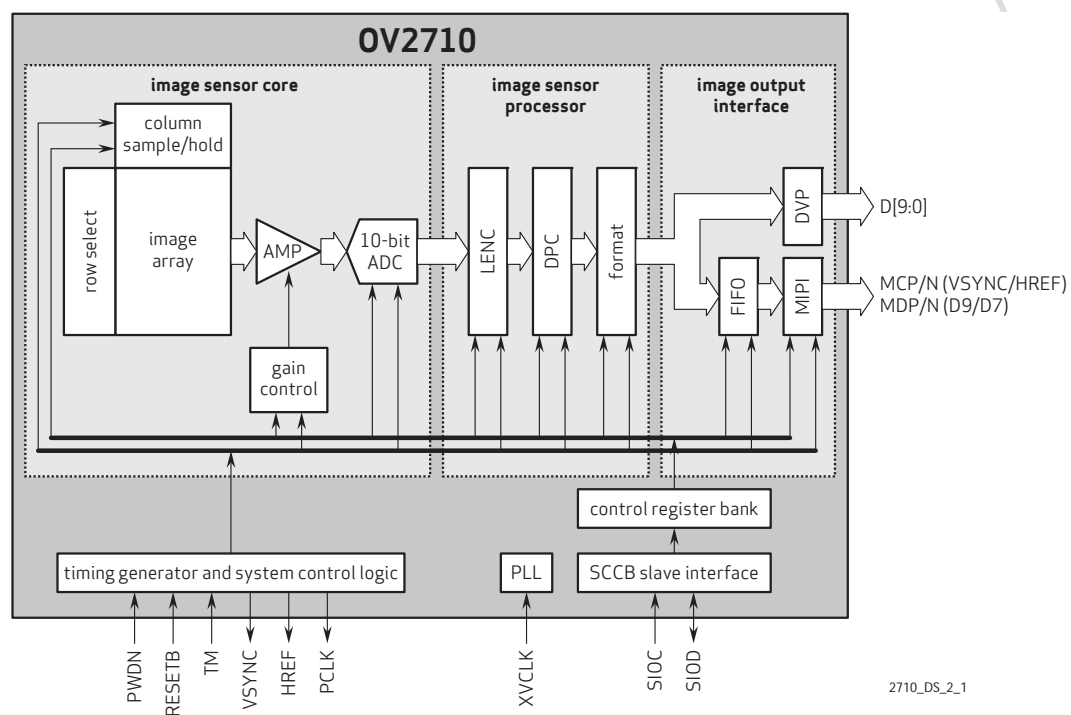 OV2710
image sensor core
image sensor
processor
image output
interface
column
sample/hold
row select
image
array
AMP
10-bit
ADC
gain
control
LENC
DPC
format
DVP
FIFO
MIPI
D[9:0]
MCP/N (VSYNC/HREF)
MDP/N (D9/D7)
control register bank
timing generator and system control logic
PLL
SCCB slave interface
PWDN
RESETB
TM
VSYNC
HREF
PCLK
XVCLK
SIOC
SIOD
2710_DS_2_1